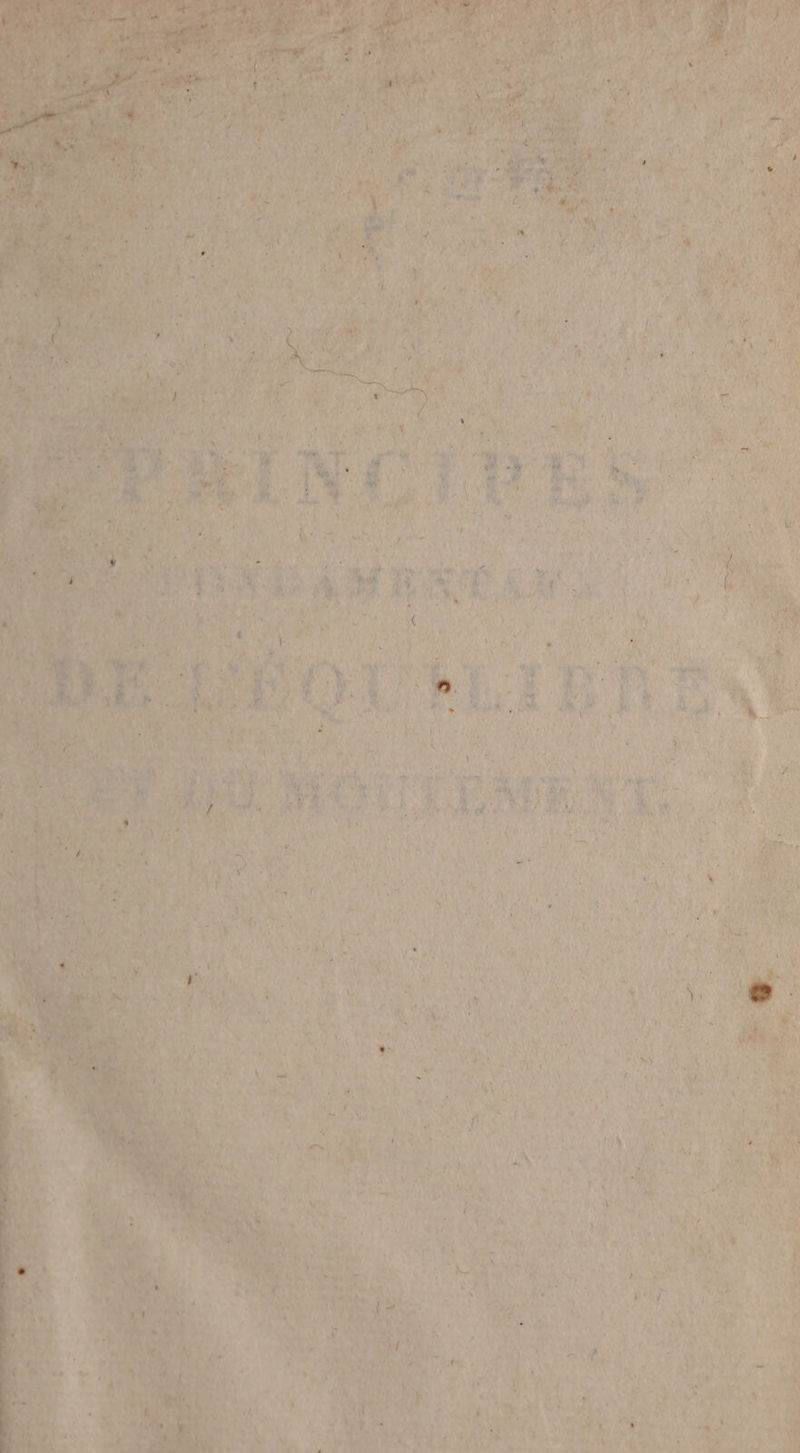 PRINCIPES
FONDAMENTAUX
DE L'ÉQUILIBRE
ET DU MOUVEMENT.